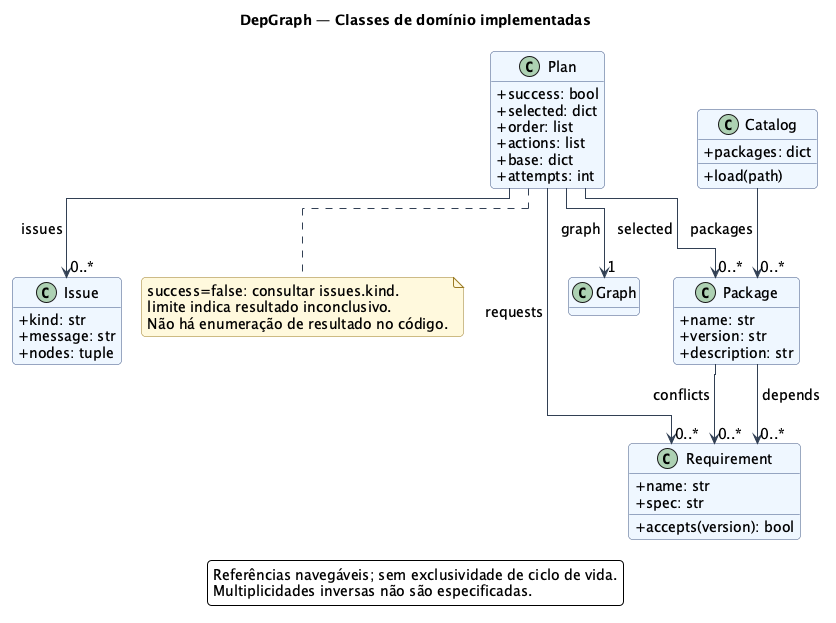 DepGraph — Classes de domínio implementadas
C Plan
+success: bool
+selected: dict
+order: list
+actions: list
+base: dict
+attempts: int
C Catalog
+packages: dict
+load(path)
issues
graph
selected
packages
0..*
1
0..*
0..*
C Issue
+kind: str
+message: str
+nodes: tuple
success=false: consultar issues.kind.
limite indica resultado inconclusivo.
Não há enumeração de resultado no código.
requests
C Graph
C Package
+name: str
+version: str
+description: str
conflicts
depends
0..*
0..*
0..*
C Requirement
+name: str
+spec: str
+accepts(version): bool
Referências navegáveis; sem exclusividade de ciclo de vida.
Multiplicidades inversas não são especificadas.